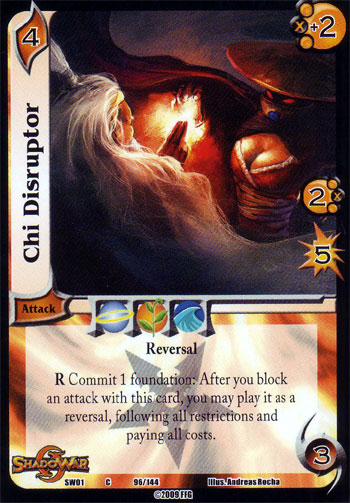 4
+2
Chi Disruptor
2
5
Attack
Reversal
R Commit 1 foundation: After you block
an attack with this card, you may play it as a
reversal, following all restrictions and
paying all costs.
SHADOWAR
3
SW01 C 96/144 Illus. Andreas Rocha
©2009 FFG